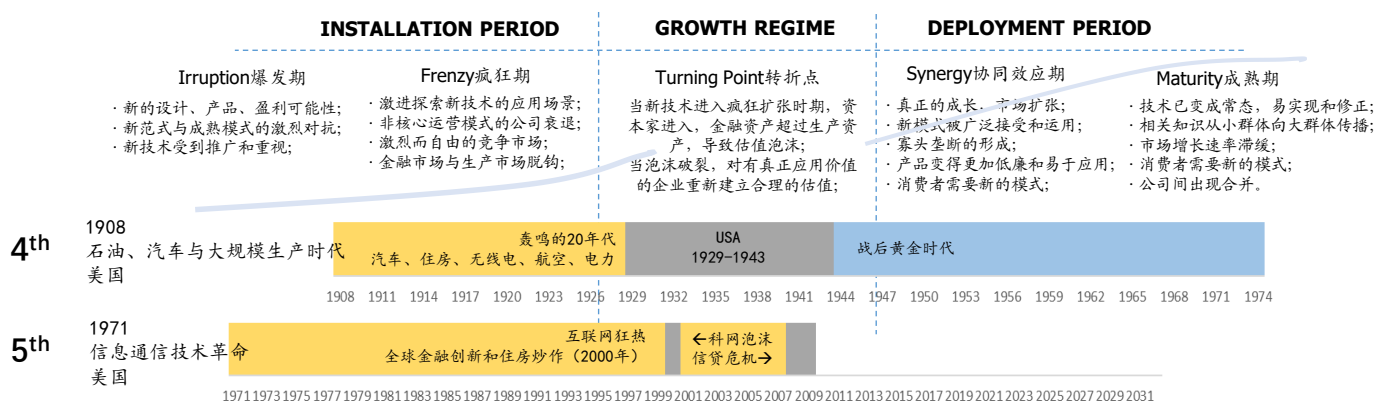 INSTALLATION PERIOD
GROWTH REGIME
DEPLOYMENT PERIOD
Irruption爆发期
· 新的设计、产品、盈利可能性;
· 新范式与成熟模式的激烈对抗;
· 新技术受到推广和重视;
Frenzy疯狂期
· 激进探索新技术的应用场景;
· 非核心运营模式的公司衰退;
· 激烈而自由的竞争市场;
· 金融市场与生产市场脱钩;
Turning Point转折点
当新技术进入疯狂扩张时期，资
本家进入，金融资产超过生产资
产，导致估值泡沫;
当泡沫破裂，对有真正应用价值
的企业重新建立合理的估值;
Synergy协同效应期
· 真正的成长，市场扩张;
· 新模式被广泛接受和运用;
· 寡头垄断的形成;
· 产品变得更加低廉和易于应用;
· 消费者需要新的模式;
Maturity成熟期
· 技术已变成常态，易实现和修正;
· 相关知识从小群体向大群体传播;
· 市场增长速率滞缓;
· 消费者需要新的模式;
· 公司间出现合并。
4th
1908
石油、汽车与大规模生产时代
美国
轰鸣的20年代
汽车、住房、无线电、航空、电力
USA
1929-1943
战后黄金时代
1908 1911 1914 1917 1920 1923 1926 1929 1932 1935 1938 1941 1944 1947 1950 1953 1956 1959 1962 1965 1968 1971 1974
5th
1971
信息通信技术革命
美国
互联网狂热
全球金融创新和住房炒作（2000年）
←科网泡沫
信贷危机→
1971 1973 1975 1977 1979 1981 1983 1985 1987 1989 1991 1993 1995 1997 1999 2001 2003 2005 2007 2009 2011 2013 2015 2017 2019 2021 2023 2025 2027 2029 2031